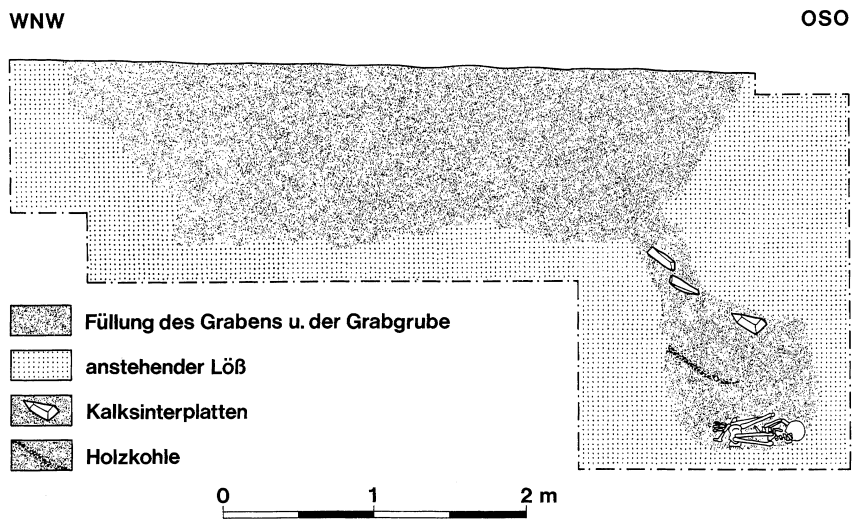 WNW OSO
Füllung des Grabens u. der Grabgrube
anstehender Löß
Kalksinterplatten
Holzkohle
0 1 2 m